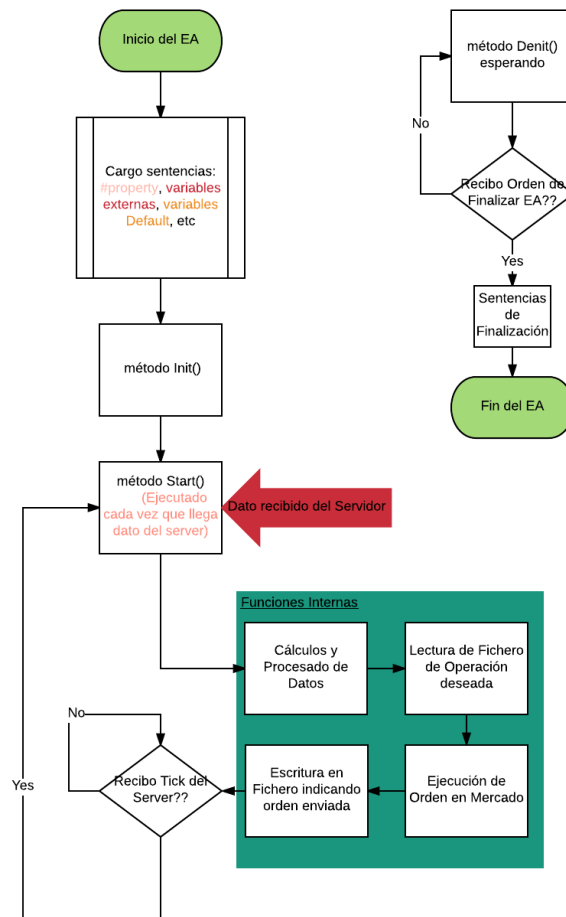 Inicio del EA
Cargo sentencias:
#property, variables
externas, variables
Default, etc
método Init()
método Start()
(Ejecutado
cada vez que llega
dato del server)
Dato recibido del Servidor
Funciones Internas
Cálculos y
Procesado de
Datos
Lectura de Fichero
de Operación
deseada
Ejecución de
Orden en Mercado
Escritura en
Fichero indicando
orden enviada
Recibo Tick del
Server??
No
Yes
método Denit()
esperando
No
Recibo Orden de
Finalizar EA??
Yes
Sentencias
de
Finalización
Fin del EA